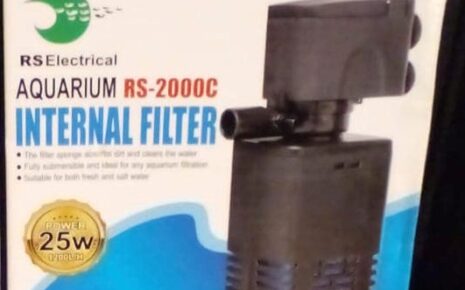 RS Electrical
AQUARIUM RS-2000C
INTERNAL FILTER
The filter sponge absorbs dirt and cleans the water
Fully submersible and ideal for any aquarium filtration
Suitable for both fresh and salt water
POWER
25W
1200L/H